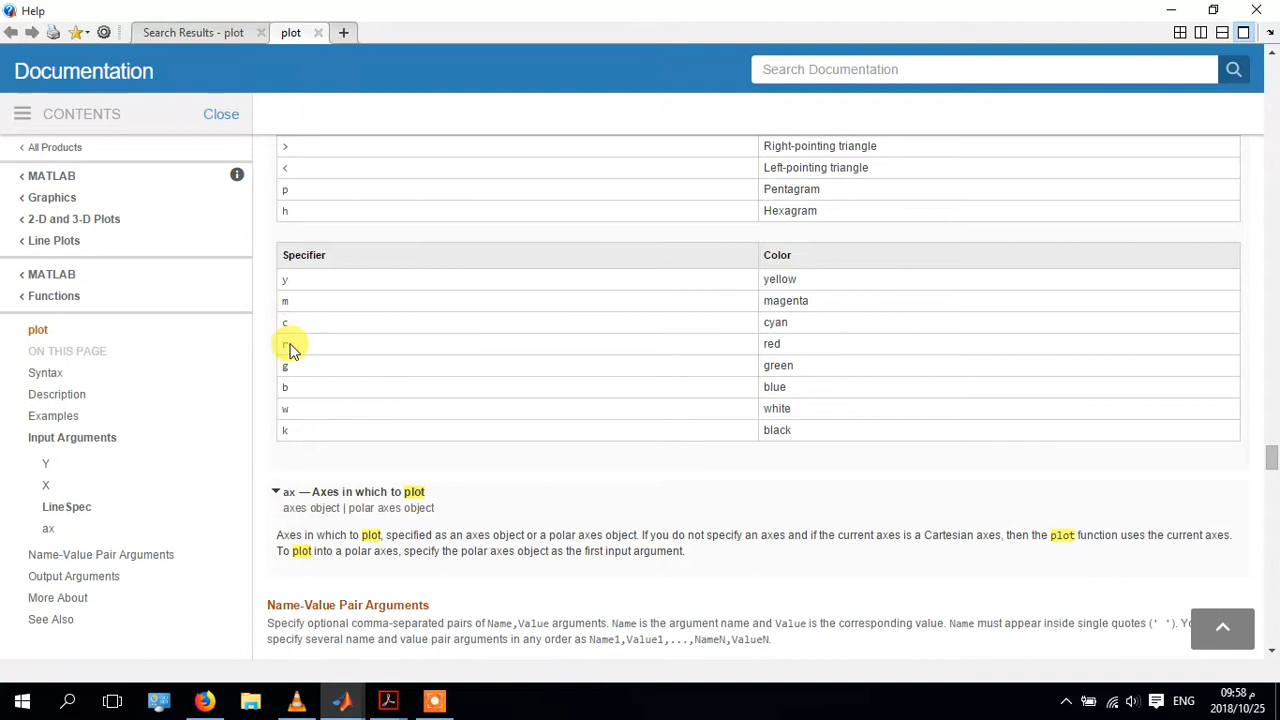 Help
Search Results - plot
plot
Documentation
Search Documentation
CONTENTS
Close
All Products
MATLAB
Graphics
2-D and 3-D Plots
Line Plots
MATLAB
Functions
plot
ON THIS PAGE
Syntax
Description
Examples
Input Arguments
Y
X
LineSpec
ax
Name-Value Pair Arguments
Output Arguments
More About
See Also
> Right-pointing triangle
< Left-pointing triangle
p Pentagram
h Hexagram
Specifier Color
y yellow
m magenta
c cyan
r red
g green
b blue
w white
k black
ax — Axes in which to plot
axes object | polar axes object
Axes in which to plot, specified as an axes object or a polar axes object. If you do not specify an axes and if the current axes is a Cartesian axes, then the plot function uses the current axes.
To plot into a polar axes, specify the polar axes object as the first input argument.
Name-Value Pair Arguments
Specify optional comma-separated pairs of Name,Value arguments. Name is the argument name and Value is the corresponding value. Name must appear inside single quotes (' '). Y
specify several name and value pair arguments in any order as Name1,Value1,...,NameN,ValueN.
ENG
09:58 م
2018/10/25